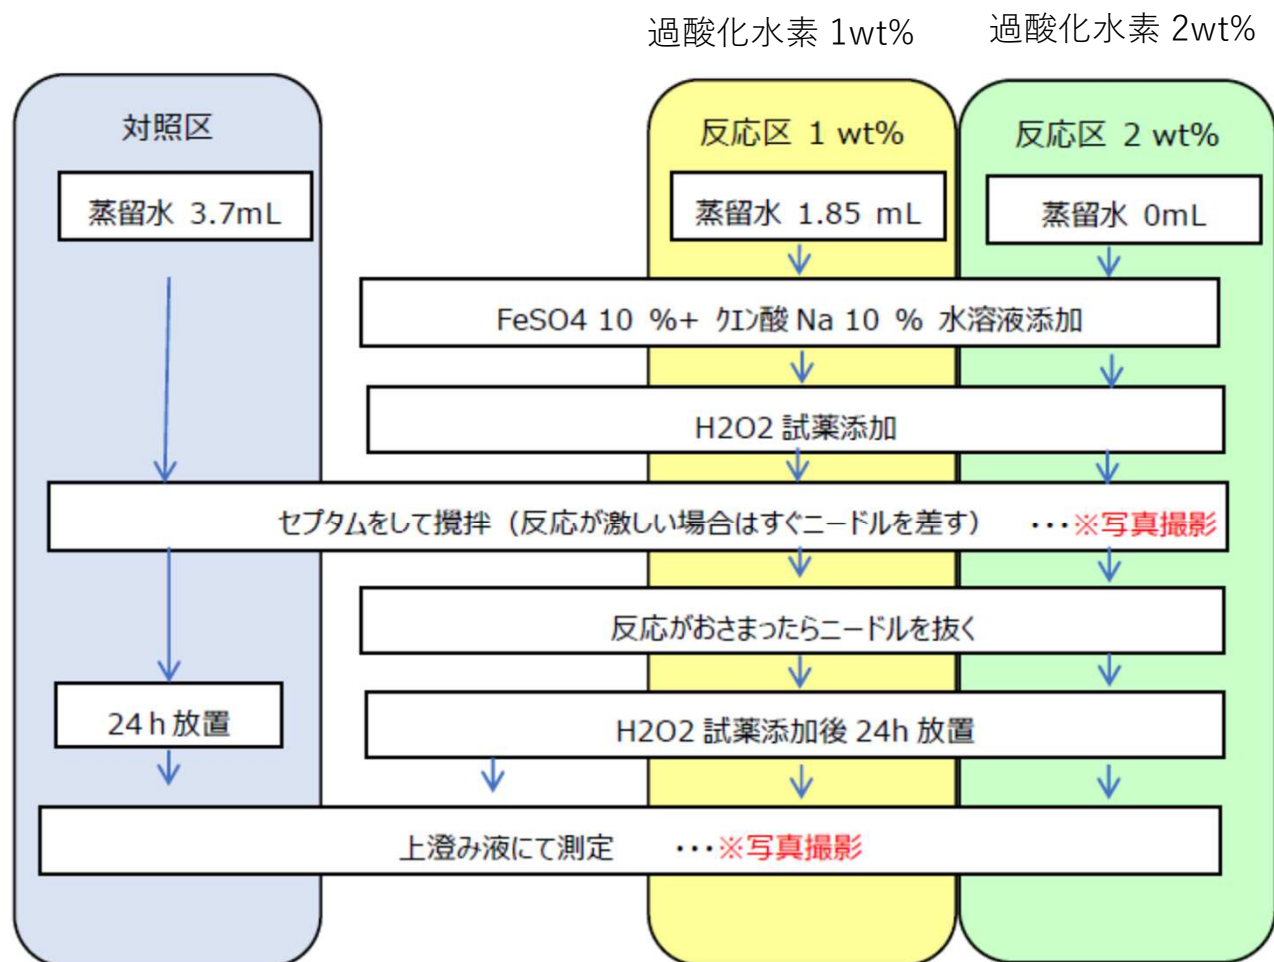 過酸化水素 1wt%
過酸化水素 2wt%
対照区
反応区 1 wt%
反応区 2 wt%
蒸留水 3.7mL
蒸留水 1.85 mL
蒸留水 0mL
FeSO4 10 %+ クエン酸 Na 10 % 水溶液添加
H2O2 試薬添加
セプタムをして攪拌（反応が激しい場合はすぐニードルを差す） ･･･※写真撮影
反応がおさまったらニードルを抜く
24ｈ放置
H2O2 試薬添加後 24h 放置
上澄み液にて測定 ･･･※写真撮影